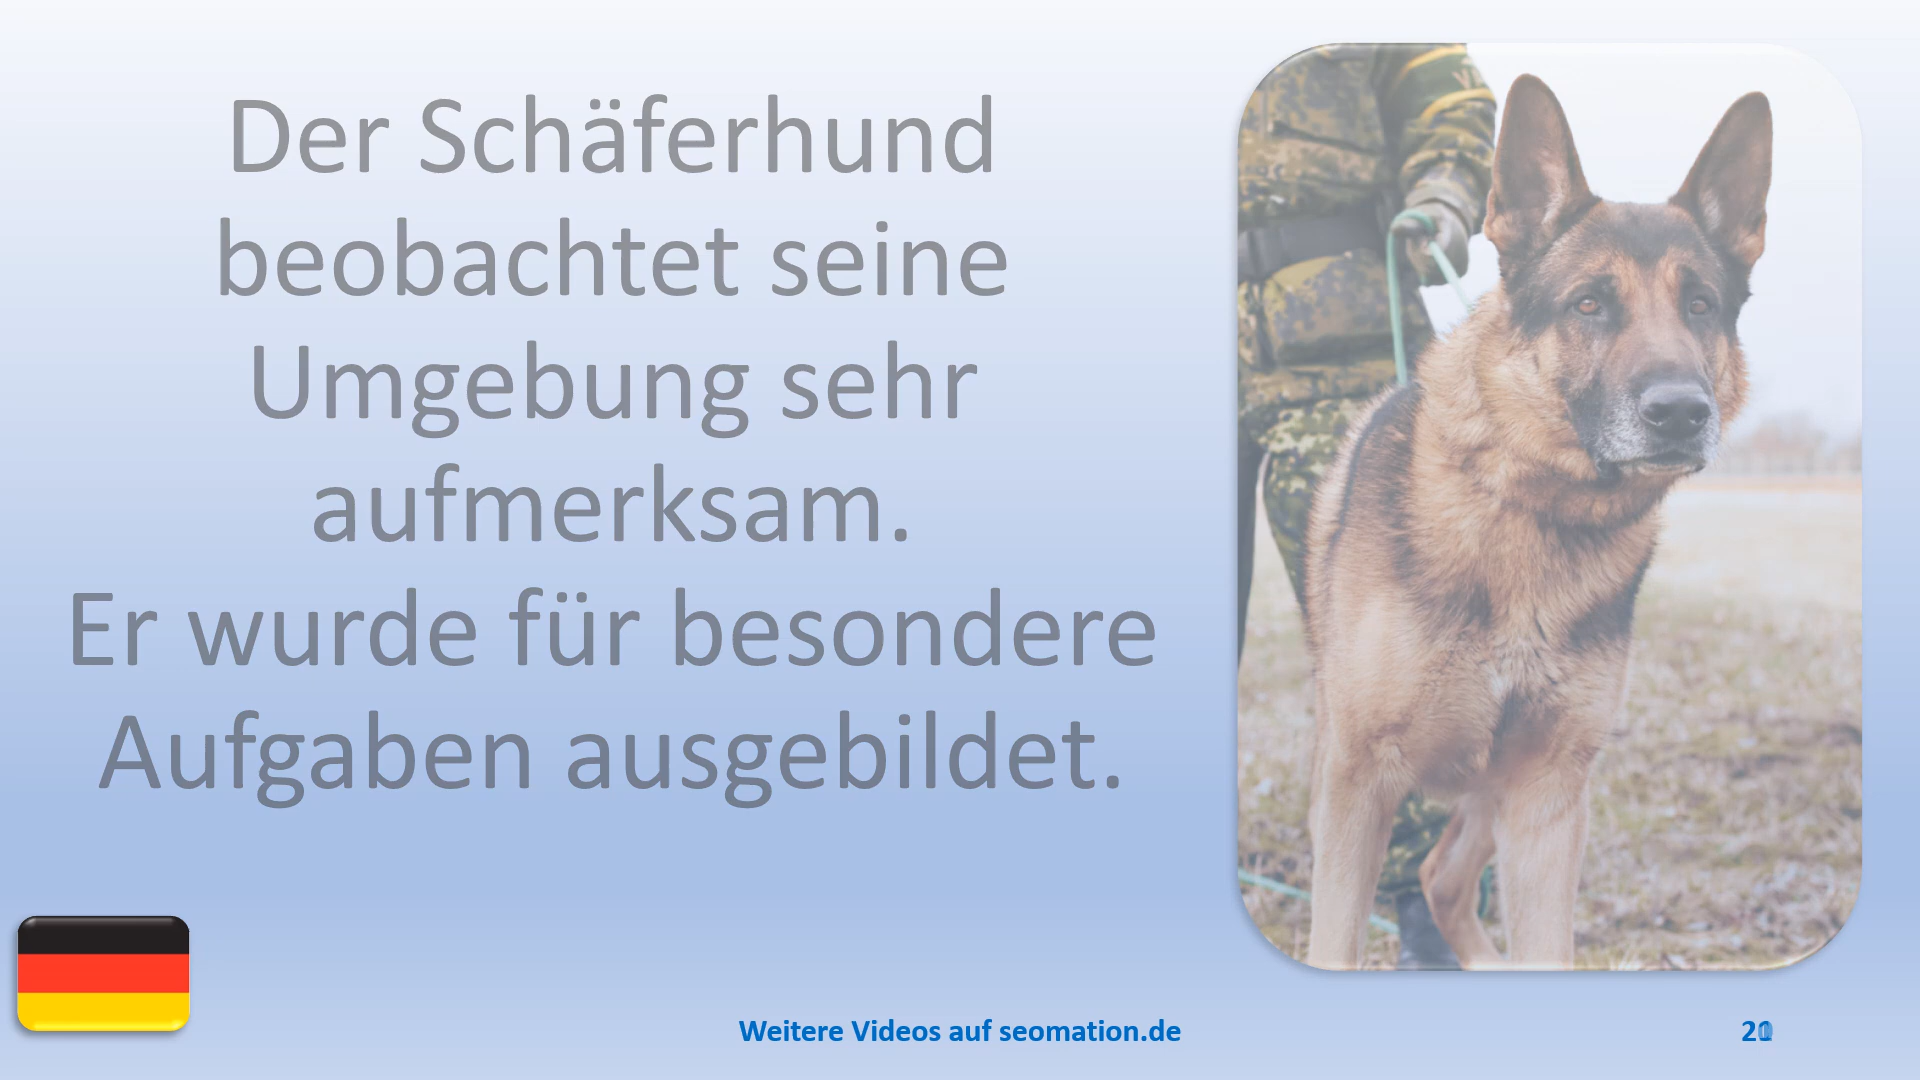 Der Schäferhund
beobachtet seine
Umgebung sehr
aufmerksam.
Er wurde für besondere
Aufgaben ausgebildet.
Weitere Videos auf seomation.de